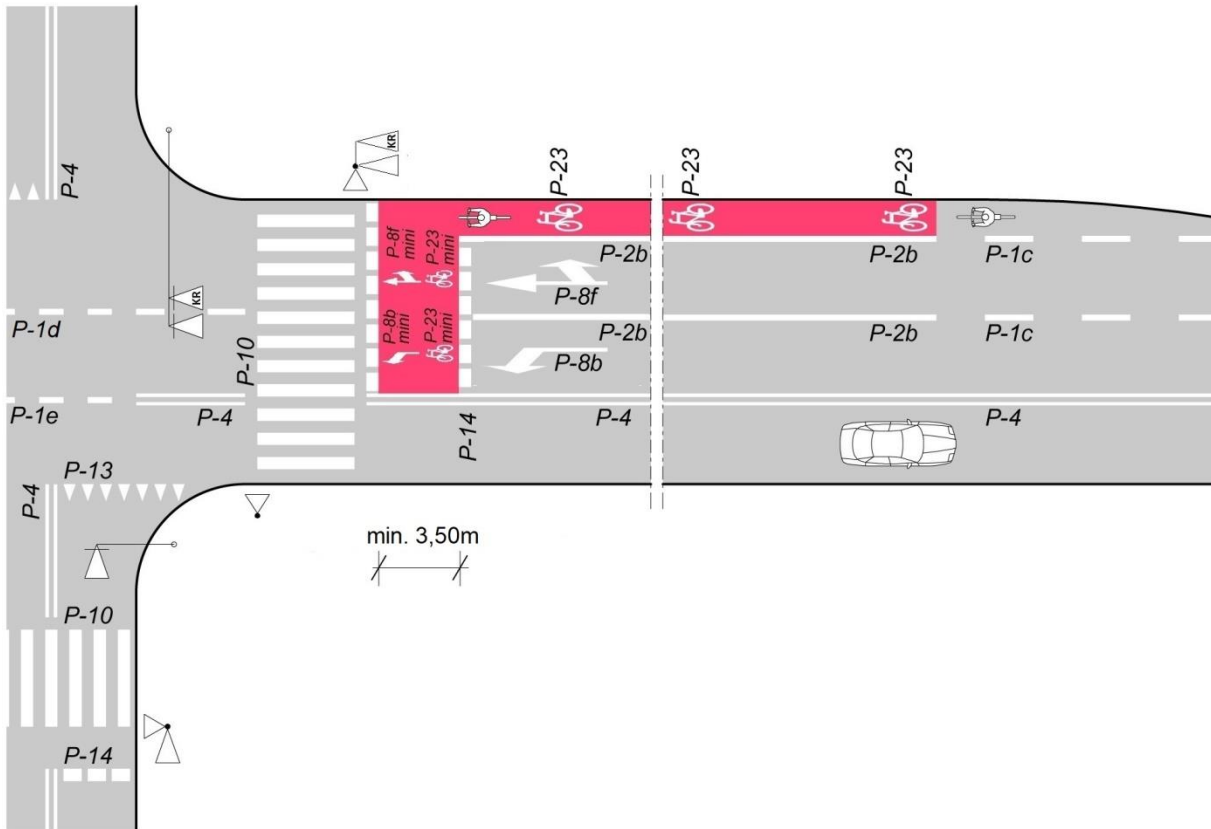 P-4
P-23
P-23
P-23
KR
P-8f
mini
P-23
mini
P-2b
P-2b
P-1c
KR
P-8f
P-1d
P-8b
mini
P-23
mini
P-2b
P-2b
P-1c
P-10
P-8b
P-1e
P-4
P-4
P-4
P-14
P-13
P-4
min. 3,50m
P-10
P-14